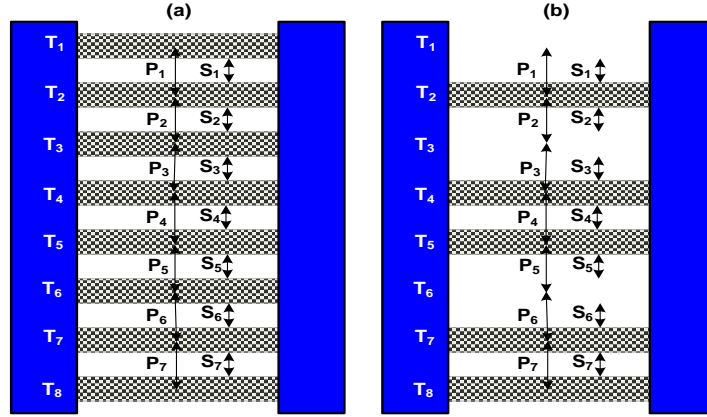 (a)
T1
P1 S1
T2
P2 S2
T3
P3 S3
T4
P4 S4
T5
P5 S5
T6
P6 S6
T7
P7 S7
T8
(b)
T1
P1 S1
T2
P2 S2
T3
P3 S3
T4
P4 S4
T5
P5 S5
T6
P6 S6
T7
P7 S7
T8